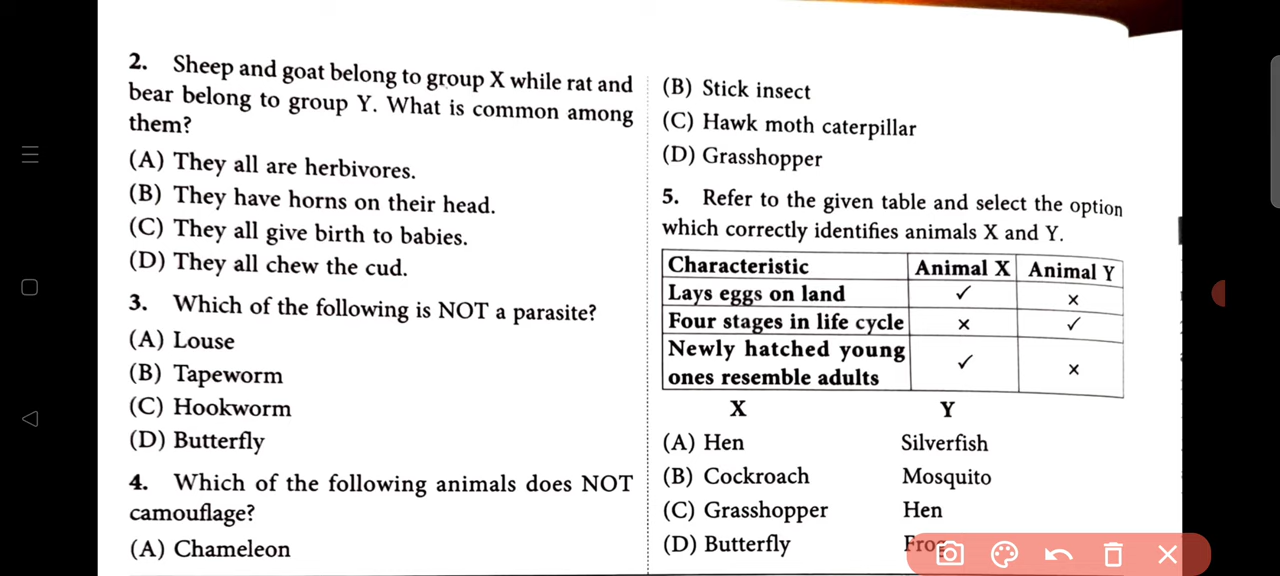 2. Sheep and goat belong to group X while rat and
bear belong to group Y. What is common among
them?
(A) They all are herbivores.
(B) They have horns on their head.
(C) They all give birth to babies.
(D) They all chew the cud.
3. Which of the following is NOT a parasite?
(A) Louse
(B) Tapeworm
(C) Hookworm
(D) Butterfly
4. Which of the following animals does NOT
camouflage?
(A) Chameleon
(B) Stick insect
(C) Hawk moth caterpillar
(D) Grasshopper
5. Refer to the given table and select the option
which correctly identifies animals X and Y.
Characteristic Animal X Animal Y
Lays eggs on land ✓ ×
Four stages in life cycle × ✓
Newly hatched young
ones resemble adults ✓ ×
X Y
(A) Hen Silverfish
(B) Cockroach Mosquito
(C) Grasshopper Hen
(D) Butterfly Frog